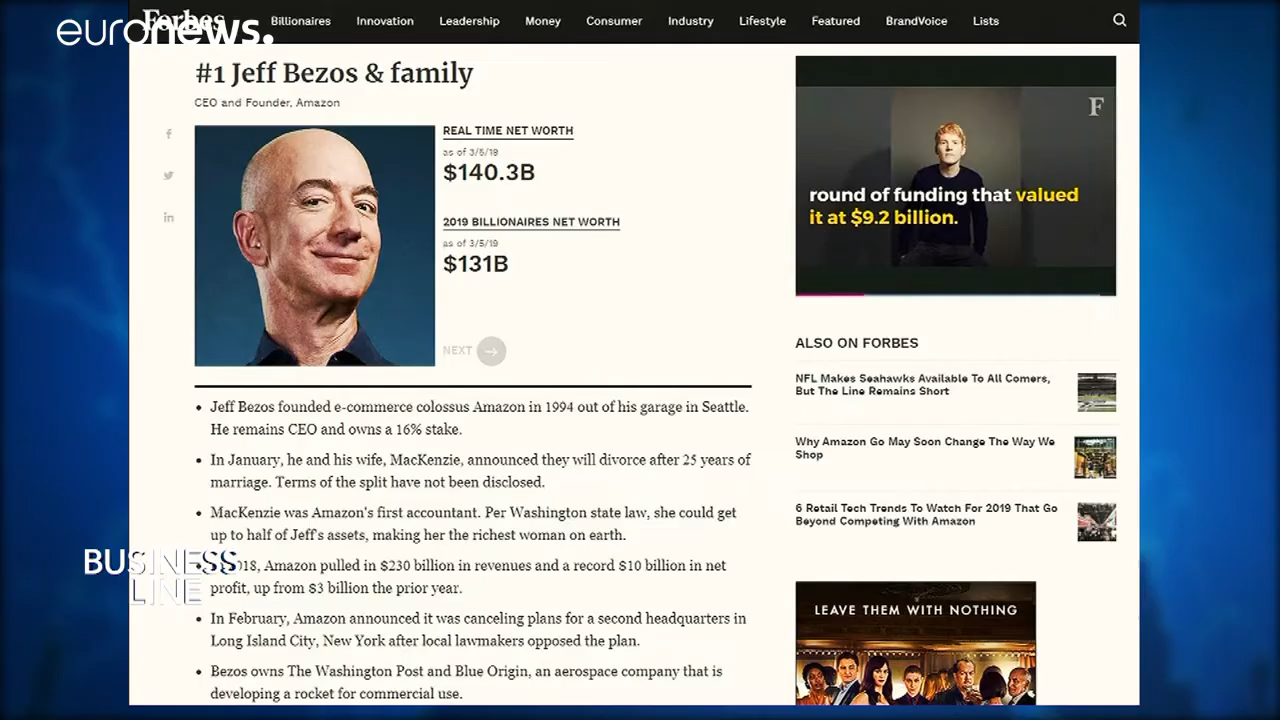 Forbes
Billionaires Innovation Leadership Money Consumer Industry Lifestyle Featured BrandVoice Lists
euronews.
#1 Jeff Bezos & family
CEO and Founder, Amazon
REAL TIME NET WORTH
as of 3/5/19
$140.3B
2019 BILLIONAIRES NET WORTH
as of 3/5/19
$131B
NEXT
Jeff Bezos founded e-commerce colossus Amazon in 1994 out of his garage in Seattle.
He remains CEO and owns a 16% stake.
In January, he and his wife, MacKenzie, announced they will divorce after 25 years of
marriage. Terms of the split have not been disclosed.
MacKenzie was Amazon's first accountant. Per Washington state law, she could get
up to half of Jeff's assets, making her the richest woman on earth.
018, Amazon pulled in $230 billion in revenues and a record $10 billion in net
profit, up from $3 billion the prior year.
In February, Amazon announced it was canceling plans for a second headquarters in
Long Island City, New York after local lawmakers opposed the plan.
Bezos owns The Washington Post and Blue Origin, an aerospace company that is
developing a rocket for commercial use.
BUSINESS
LINE
F
round of funding that valued
it at $9.2 billion.
ALSO ON FORBES
NFL Makes Seahawks Available To All Comers,
But The Line Remains Short
Why Amazon Go May Soon Change The Way We
Shop
6 Retail Tech Trends To Watch For 2019 That Go
Beyond Competing With Amazon
LEAVE THEM WITH NOTHING